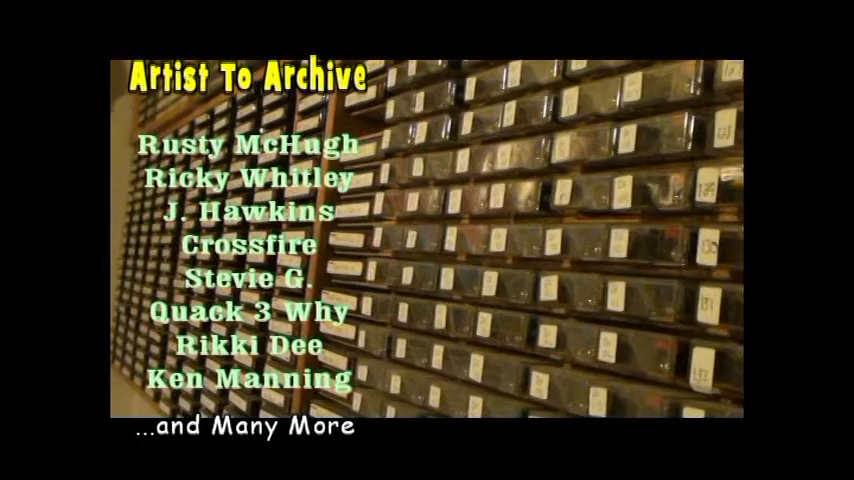 Artist To Archive
Rusty McHugh
Ricky Whitley
J. Hawkins
Crossfire
Stevie G.
Quack 3 Why
Rikki Dee
Ken Manning
...and Many More